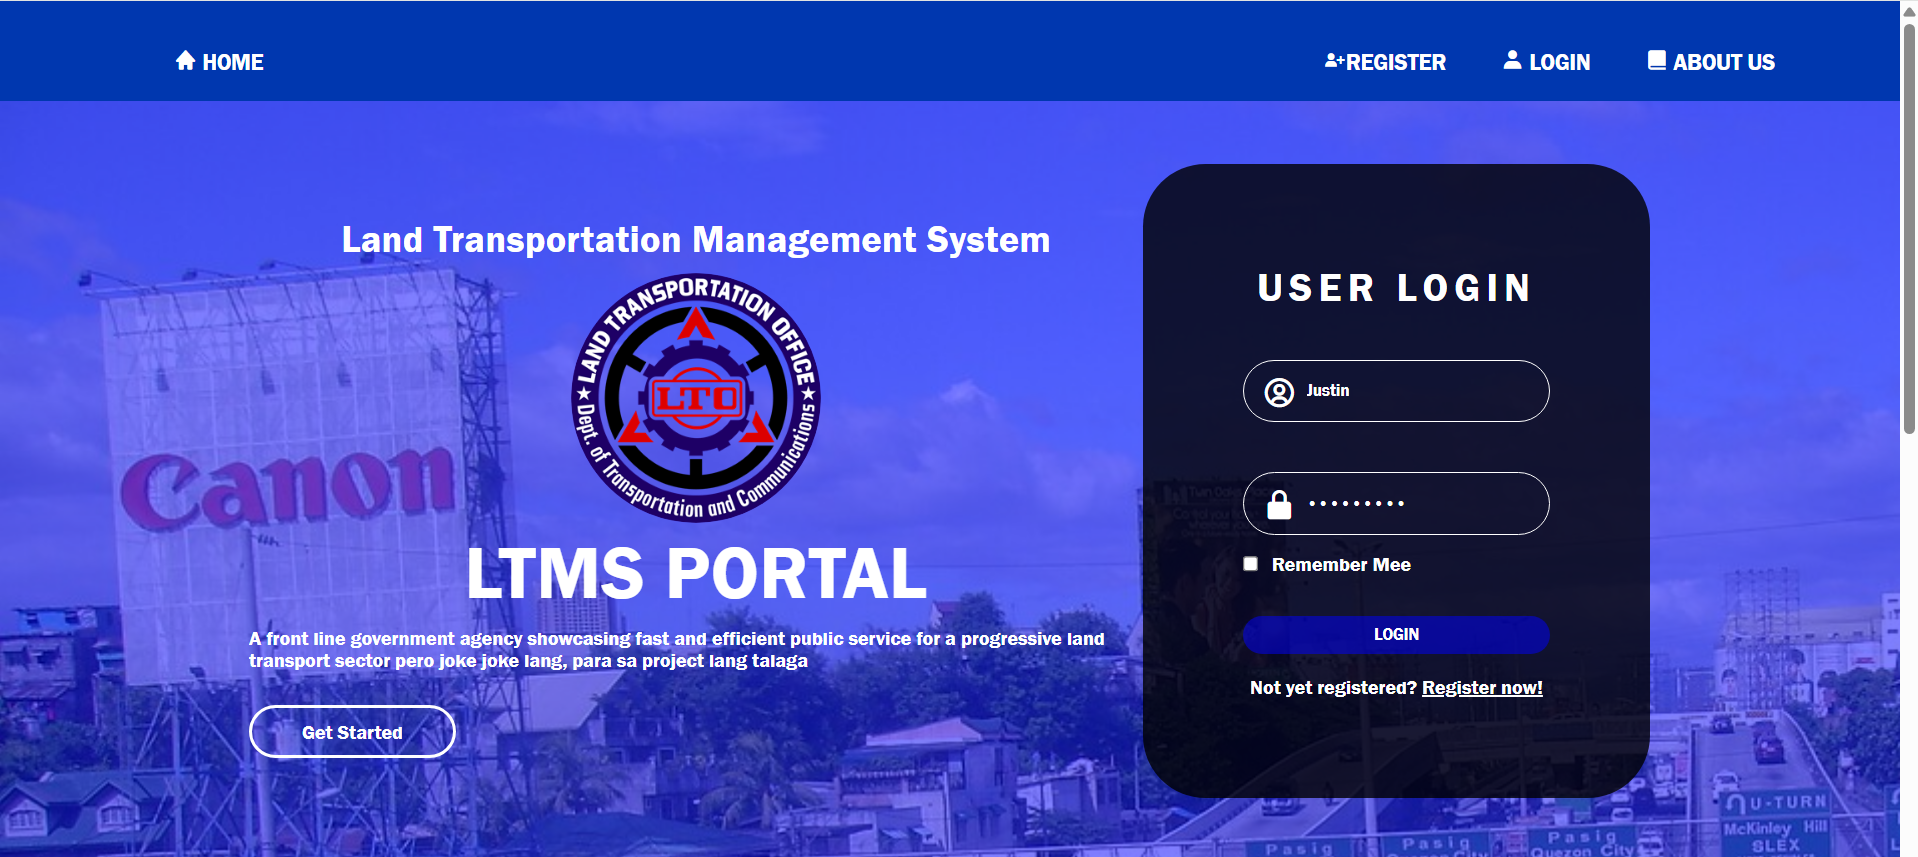 HOME
REGISTER
LOGIN
ABOUT US
Land Transportation Management System
LAND TRANSPORTATION OFFICE
LTO
Dept. of Transportation and Communications
Canon
LTMS PORTAL
A front line government agency showcasing fast and efficient public service for a progressive land
transport sector pero joke joke lang, para sa project lang talaga
Get Started
USER LOGIN
Justin
•••••••••
Remember Mee
LOGIN
Not yet registered? Register now!
U-TURN
McKinley Hill
SLEX
Pasig
Quezon City
Pasig
Pasig